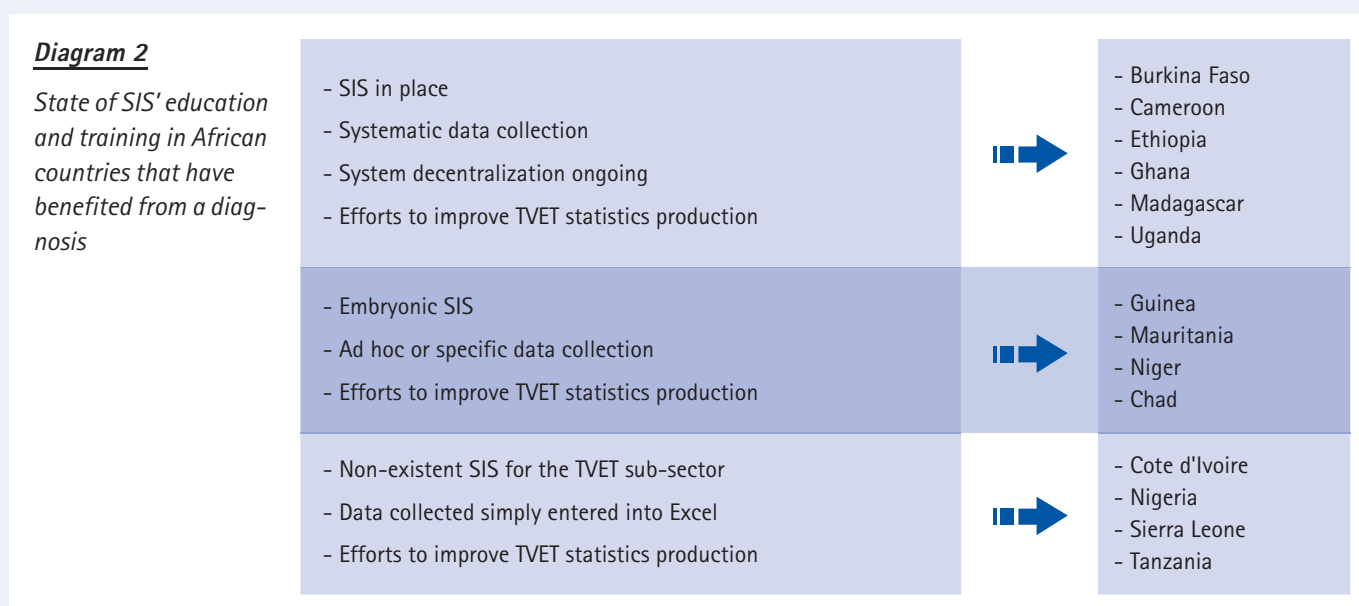 Diagram 2
State of SIS' education
and training in African
countries that have
benefited from a diag-
nosis
- SIS in place
- Systematic data collection
- System decentralization ongoing
- Efforts to improve TVET statistics production
- Burkina Faso
- Cameroon
- Ethiopia
- Ghana
- Madagascar
- Uganda
- Embryonic SIS
- Ad hoc or specific data collection
- Efforts to improve TVET statistics production
- Guinea
- Mauritania
- Niger
- Chad
- Non-existent SIS for the TVET sub-sector
- Data collected simply entered into Excel
- Efforts to improve TVET statistics production
- Cote d'Ivoire
- Nigeria
- Sierra Leone
- Tanzania